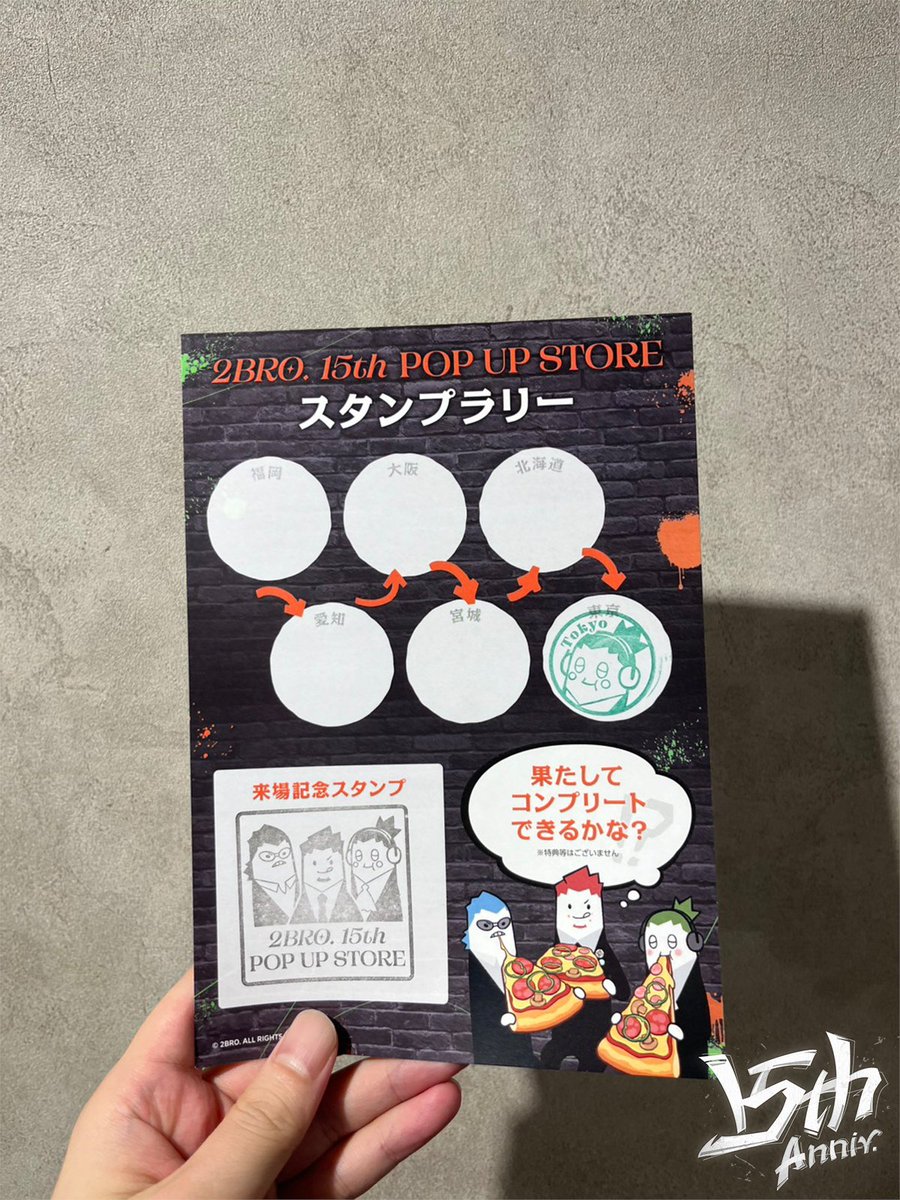 2BRO. 15th POP UP STORE
スタンプラリー
福岡
大阪
北海道
愛知
宮城
東京
Tokyo
来場記念スタンプ
2BRO. 15th
POP UP STORE
果たして
コンプリート
できるかな？
!?
※特典等はございません
© 2BRO. ALL RIGHTS
15th
Anniv.